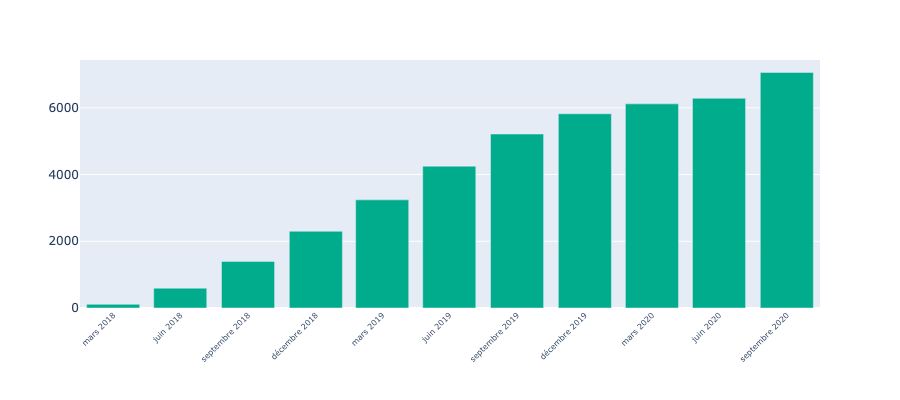 6000
4000
2000
0
mars 2018
juin 2018
septembre 2018
décembre 2018
mars 2019
juin 2019
septembre 2019
décembre 2019
mars 2020
juin 2020
septembre 2020